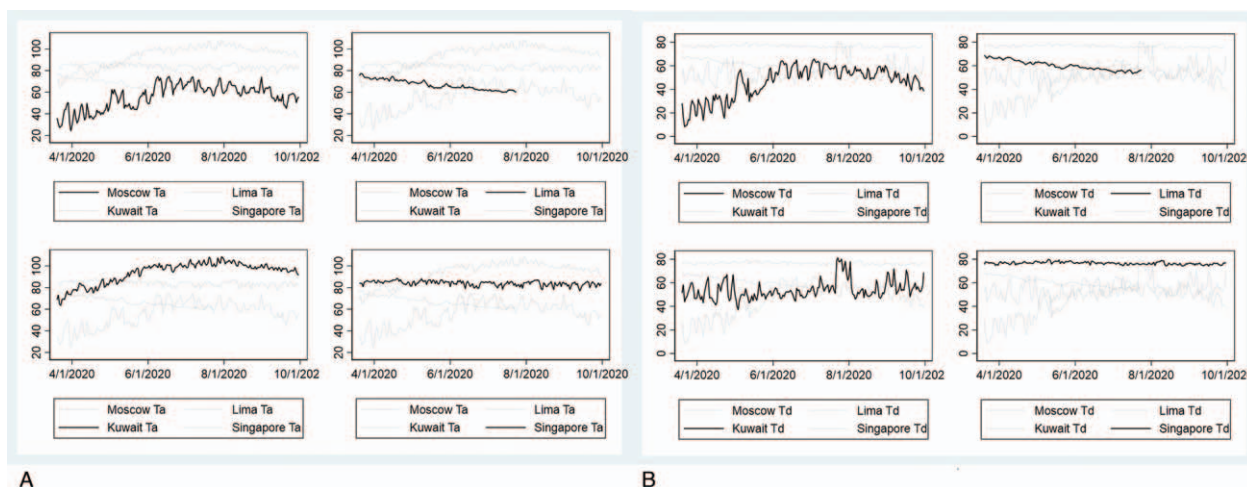 20 40 60 80 100
4/1/2020 6/1/2020 8/1/2020 10/1/202
Moscow Ta Lima Ta
Kuwait Ta Singapore Ta
20 40 60 80 100
4/1/2020 6/1/2020 8/1/2020 10/1/202
Moscow Ta Lima Ta
Kuwait Ta Singapore Ta
20 40 60 80 100
4/1/2020 6/1/2020 8/1/2020 10/1/202
Moscow Ta Lima Ta
Kuwait Ta Singapore Ta
20 40 60 80 100
4/1/2020 6/1/2020 8/1/2020 10/1/202
Moscow Ta Lima Ta
Kuwait Ta Singapore Ta
A
0 20 40 60 80
4/1/2020 6/1/2020 8/1/2020 10/1/202
Moscow Td Lima Td
Kuwait Td Singapore Td
0 20 40 60 80
4/1/2020 6/1/2020 8/1/2020 10/1/202
Moscow Td Lima Td
Kuwait Td Singapore Td
0 20 40 60 80
4/1/2020 6/1/2020 8/1/2020 10/1/202
Moscow Td Lima Td
Kuwait Td Singapore Td
0 20 40 60 80
4/1/2020 6/1/2020 8/1/2020 10/1/202
Moscow Td Lima Td
Kuwait Td Singapore Td
B